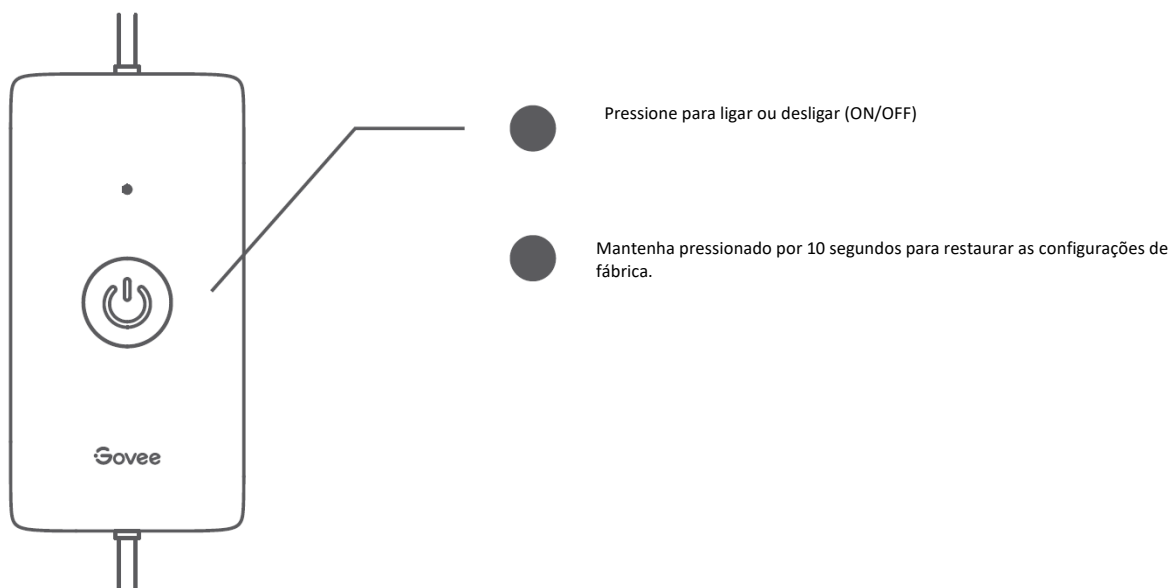 Pressione para ligar ou desligar (ON/OFF)
Mantenha pressionado por 10 segundos para restaurar as configurações de
fábrica.
Govee